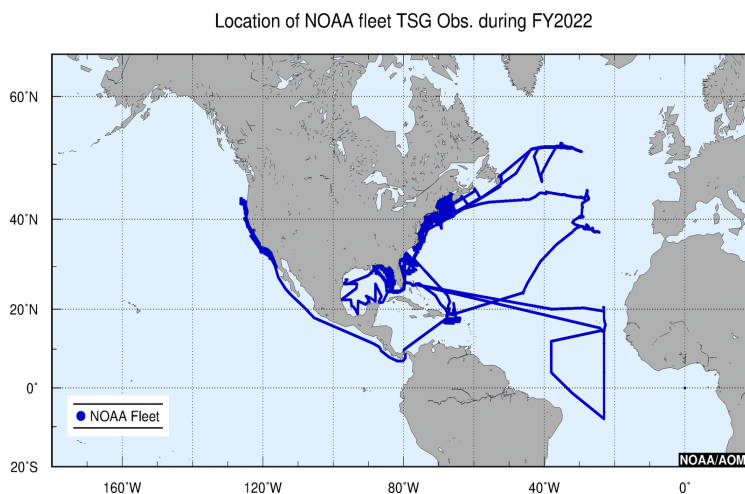 Location of NOAA fleet TSG Obs. during FY2022
60°N
40°N
20°N
0°
20°S
NOAA Fleet
NOAA/AOM
160°W
120°W
80°W
40°W
0°